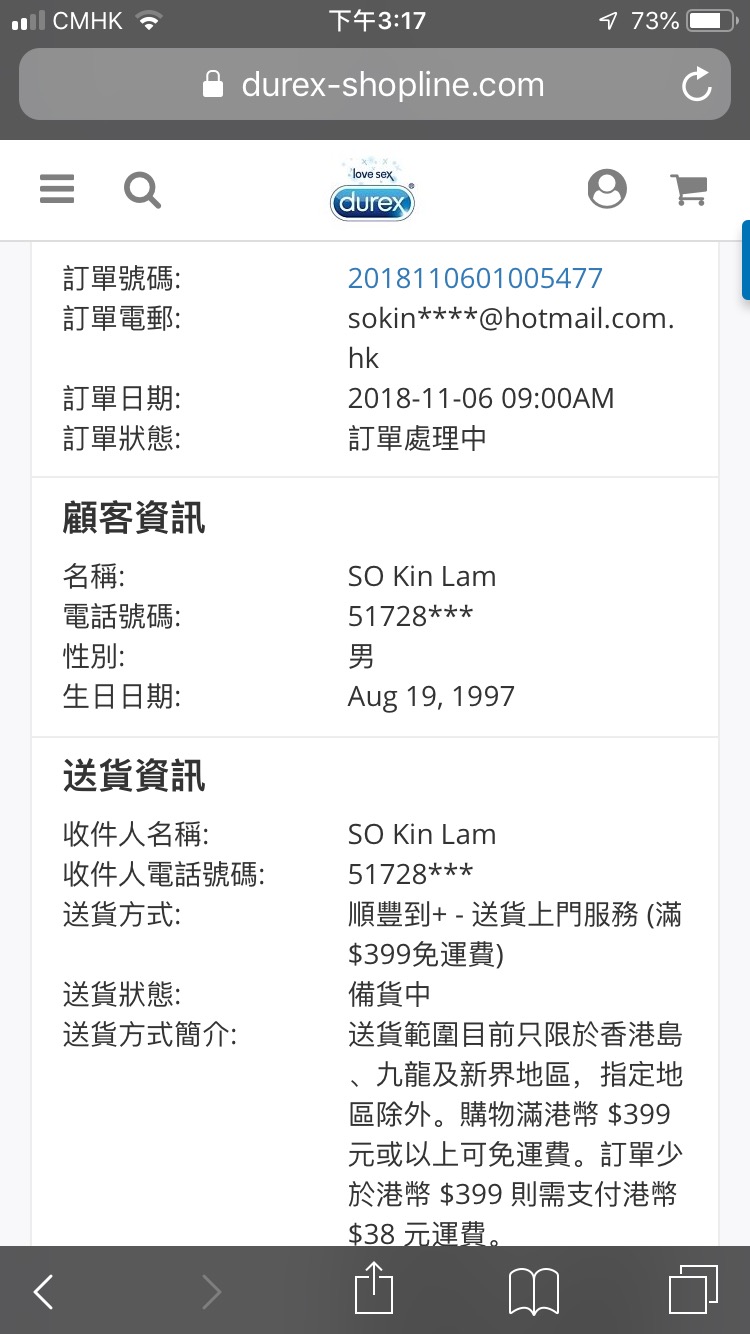 CMHK 下午3:17 73%
durex-shopline.com
love sex
durex®
訂單號碼: 2018110601005477
訂單電郵: sokin****@hotmail.com.
hk
訂單日期: 2018-11-06 09:00AM
訂單狀態: 訂單處理中
顧客資訊
名稱: SO Kin Lam
電話號碼: 51728***
性別: 男
生日日期: Aug 19, 1997
送貨資訊
收件人名稱: SO Kin Lam
收件人電話號碼: 51728***
送貨方式: 順豐到+ - 送貨上門服務 (滿
$399免運費)
送貨狀態: 備貨中
送貨方式簡介: 送貨範圍目前只限於香港島
、九龍及新界地區，指定地
區除外。購物滿港幣 $399
元或以上可免運費。訂單少
於港幣 $399 則需支付港幣
$38 元運費。